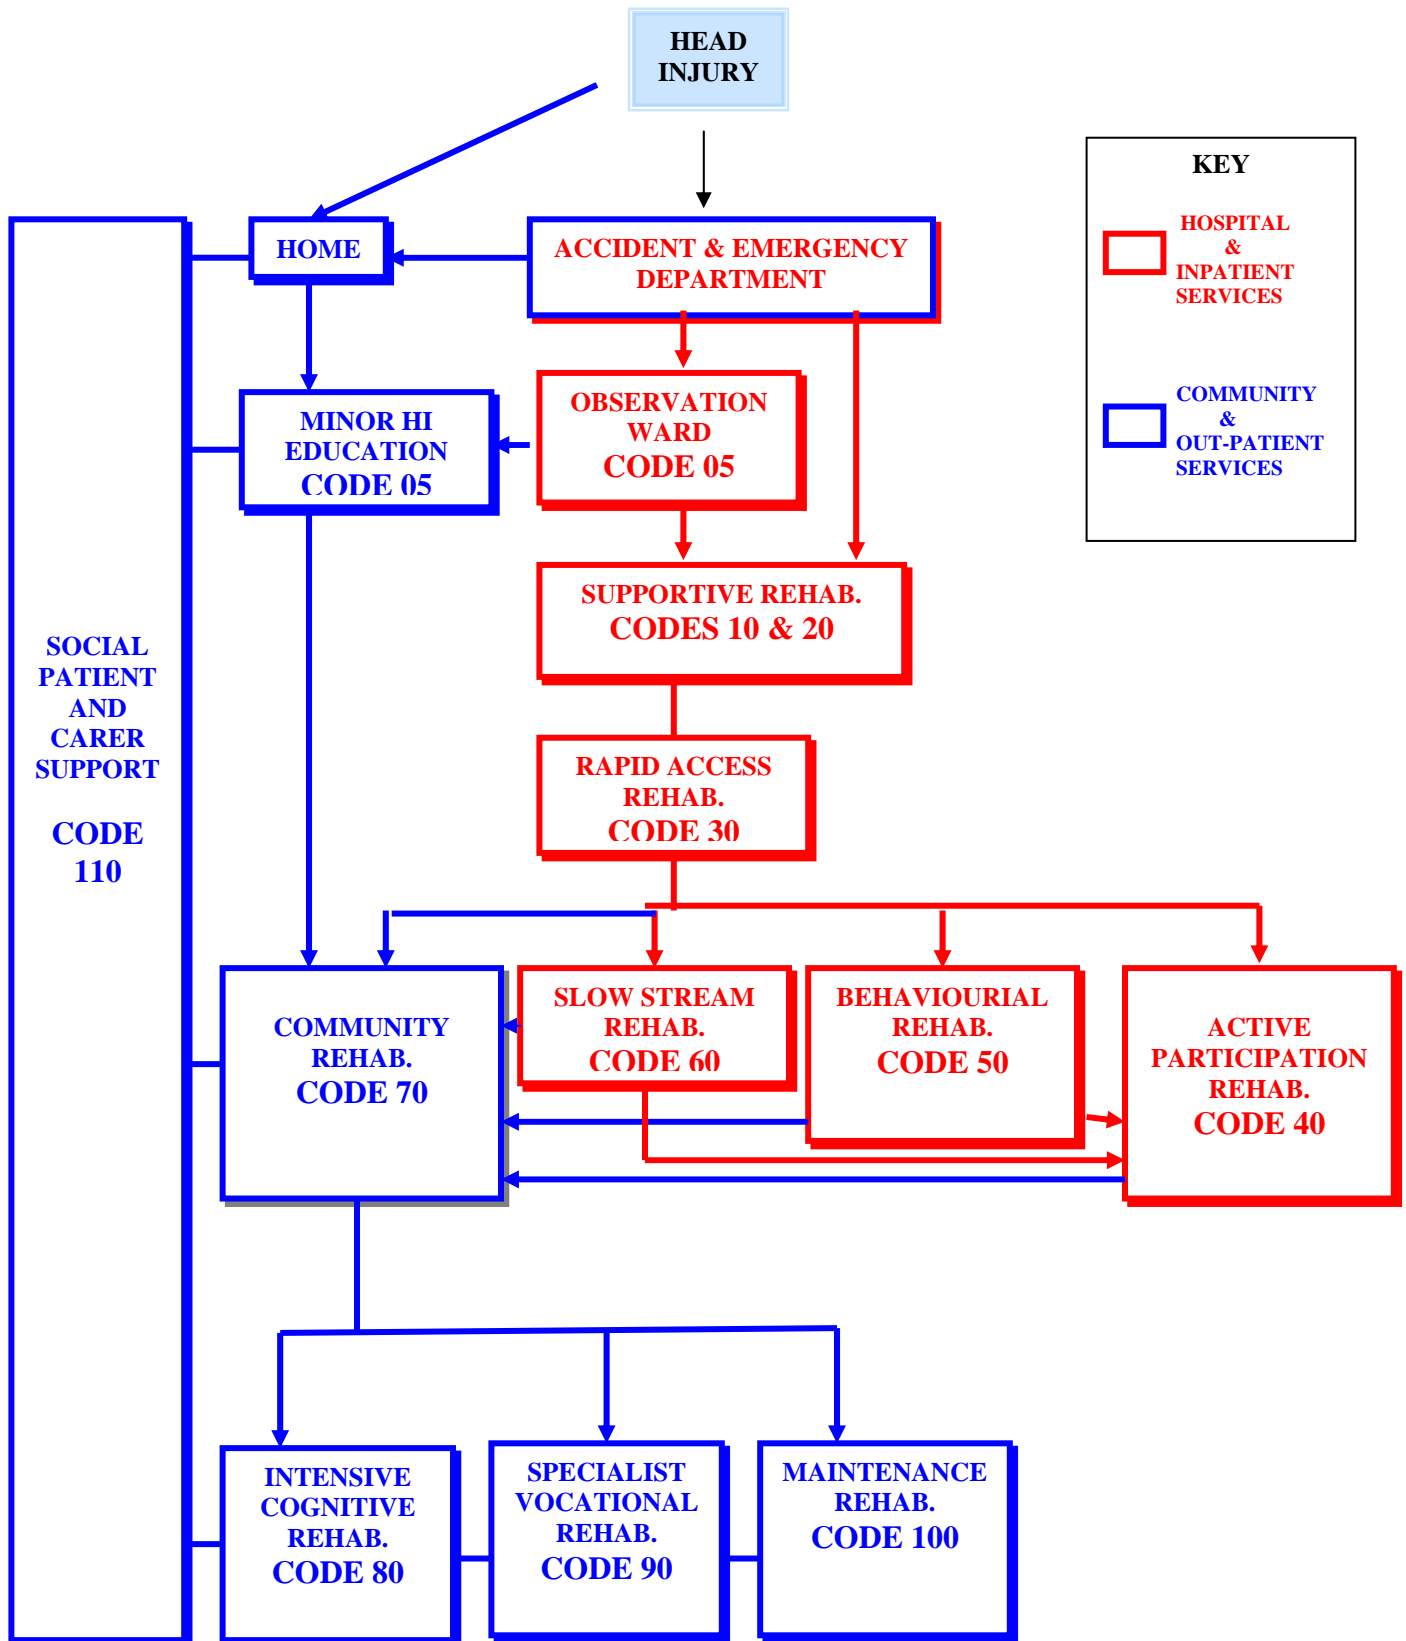 HEAD
INJURY
KEY
HOSPITAL
&
INPATIENT
SERVICES
COMMUNITY
&
OUT-PATIENT
SERVICES
HOME
ACCIDENT & EMERGENCY
DEPARTMENT
MINOR HI
EDUCATION
CODE 05
OBSERVATION
WARD
CODE 05
SUPPORTIVE REHAB.
CODES 10 & 20
SOCIAL
PATIENT
AND
CARER
SUPPORT
CODE
110
RAPID ACCESS
REHAB.
CODE 30
COMMUNITY
REHAB.
CODE 70
SLOW STREAM
REHAB.
CODE 60
BEHAVIOURIAL
REHAB.
CODE 50
ACTIVE
PARTICIPATION
REHAB.
CODE 40
INTENSIVE
COGNITIVE
REHAB.
CODE 80
SPECIALIST
VOCATIONAL
REHAB.
CODE 90
MAINTENANCE
REHAB.
CODE 100